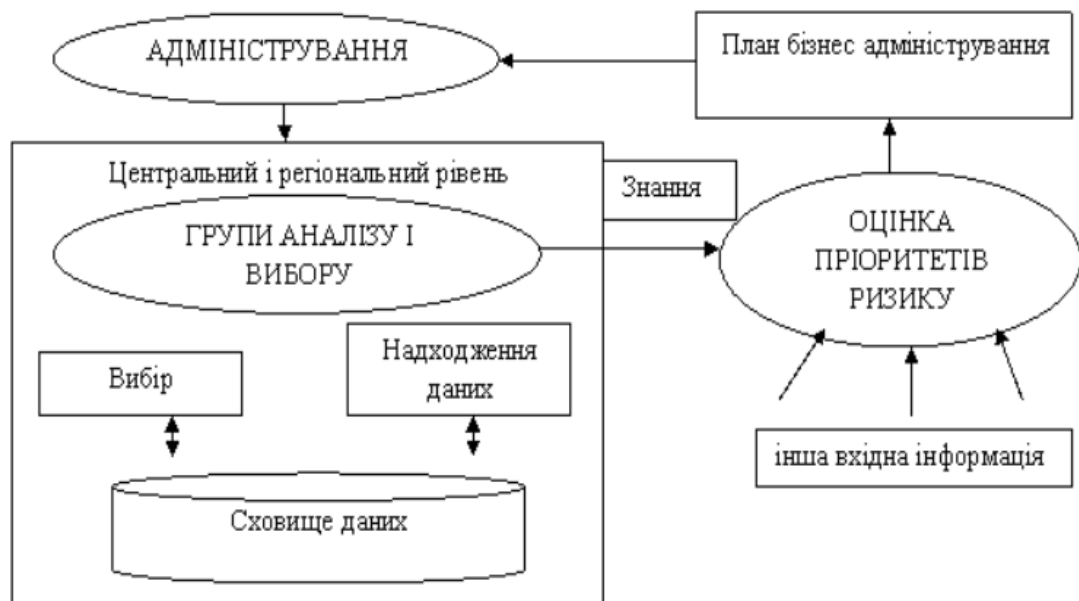 АДМІНІСТРУВАННЯ
План бізнес адміністрування
Центральний і регіональний рівень
Знання
ГРУПИ АНАЛІЗУ І
ВИБОРУ
ОЦІНКА
ПРІОРИТЕТІВ
РИЗИКУ
Вибір
Надходження
даних
інша вхідна інформація
Сховище даних